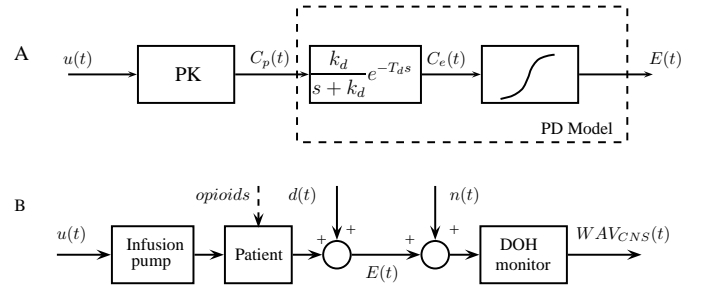 A
u(t)
PK
C_p(t)
k_d
s + k_d
e^{-T_d s}
C_e(t)
E(t)
PD Model
B
opioids
d(t)
n(t)
u(t)
Infusion
pump
Patient
+
+
E(t)
+
+
DOH
monitor
WAV_{CNS}(t)